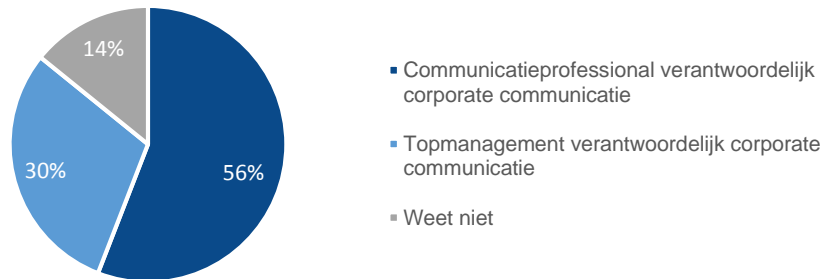 14%
30%
56%
Communicatieprofessional verantwoordelijk
corporate communicatie
Topmanagement verantwoordelijk corporate
communicatie
Weet niet